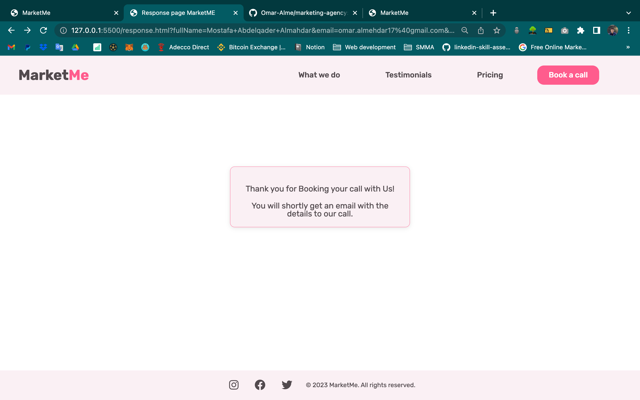 MarketMe
Response page MarketME
Omar-Alme/marketing-agency
MarketMe
127.0.0.1:5500/response.html?fullName=Mostafa+Abdelqader+Almahdar&email=omar.almehdar17%40gmail.com&...
Adecco Direct
Bitcoin Exchange |...
Notion
Web development
SMMA
linkedin-skill-asse...
Free Online Marke...
MarketMe
What we do
Testimonials
Pricing
Book a call
Thank you for Booking your call with Us!
You will shortly get an email with the
details to our call.
© 2023 MarketMe. All rights reserved.